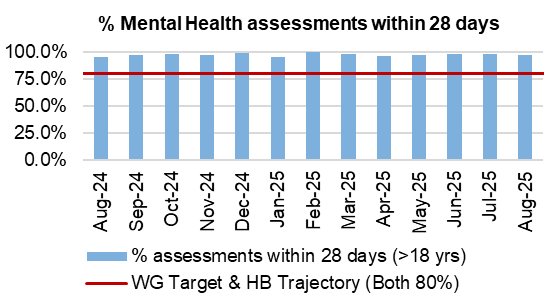 % Mental Health assessments within 28 days
100.0%
75.0%
50.0%
25.0%
0.0%
Aug-24
Sep-24
Oct-24
Nov-24
Dec-24
Jan-25
Feb-25
Mar-25
Apr-25
May-25
Jun-25
Jul-25
Aug-25
% assessments within 28 days (>18 yrs)
WG Target & HB Trajectory (Both 80%)